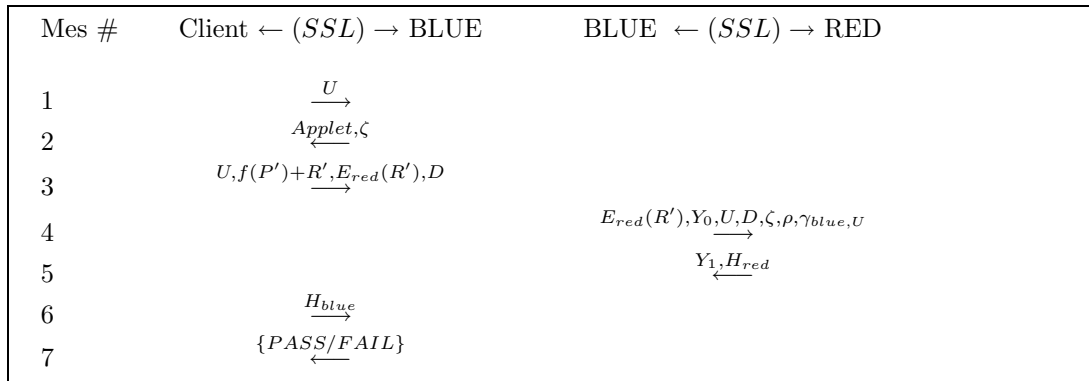 Mes # Client ← (SSL) → BLUE BLUE ← (SSL) → RED
1 U →
2 Applet,ζ ←
3 U,f(P′)+R′,E_red(R′),D →
4 E_red(R′),Y_0,U,D,ζ,ρ,γ_blue,U →
5 Y_1,H_red ←
6 H_blue →
7 {PASS/FAIL} ←